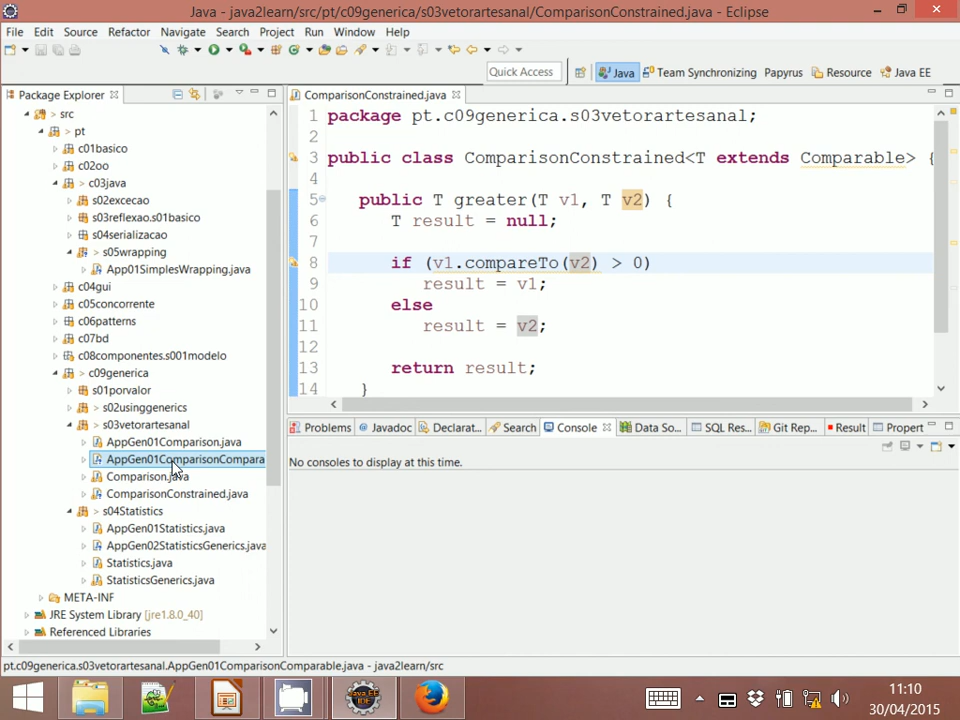 Java - java2learn/src/pt/c09generica/s03vetorartesanal/ComparisonConstrained.java - Eclipse
File Edit Source Refactor Navigate Search Project Run Window Help
Quick Access Java Team Synchronizing Papyrus Resource Java EE
Package Explorer
> src
> pt
c01basico
c02oo
> c03java
s02excecao
s03reflexao.s01basico
s04serializacao
> s05wrapping
App01SimplesWrapping.java
c04gui
c05concorrente
c06patterns
c07bd
c08componentes.s001modelo
> c09generica
s01porvalor
> s02usinggenerics
> s03vetorartesanal
AppGen01Comparison.java
AppGen01ComparisonCompara
Comparison.java
ComparisonConstrained.java
> s04Statistics
AppGen01Statistics.java
AppGen02StatisticsGenerics.java
Statistics.java
StatisticsGenerics.java
META-INF
JRE System Library [jre1.8.0_40]
Referenced Libraries
ComparisonConstrained.java
1 package pt.c09generica.s03vetorartesanal;
2
3 public class ComparisonConstrained<T extends Comparable> {
4
5 public T greater(T v1, T v2) {
6 T result = null;
7
8 if (v1.compareTo(v2) > 0)
9 result = v1;
10 else
11 result = v2;
12
13 return result;
14 }
Problems @ Javadoc Declarat... Search Console Data So... SQL Res... Git Rep... Result Propert
No consoles to display at this time.
pt.c09generica.s03vetorartesanal.AppGen01ComparisonComparable.java - java2learn/src
Java EE
IDE
11:10
30/04/2015